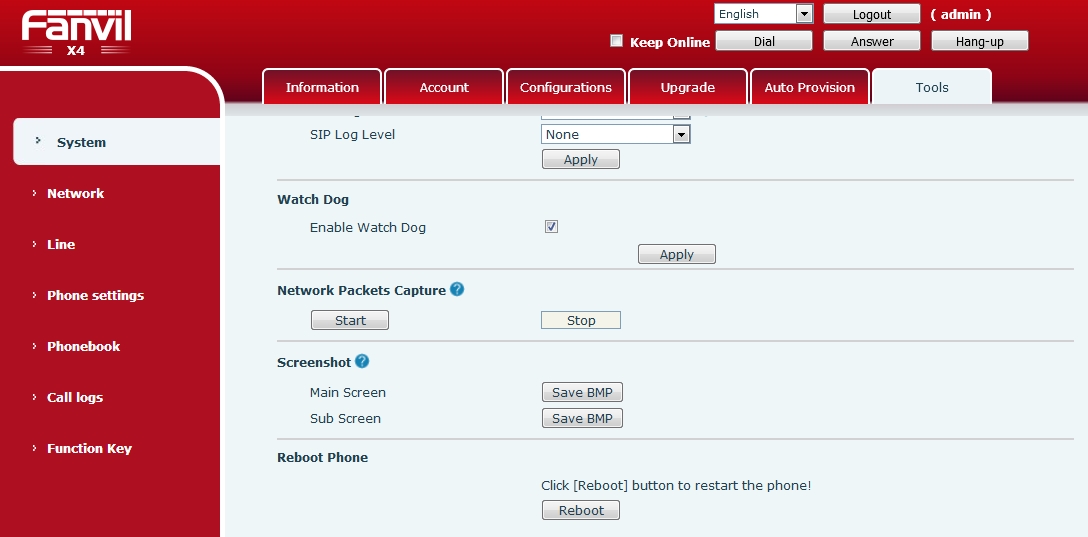 Fanvil
X4
English
Logout
( admin )
Keep Online
Dial
Answer
Hang-up
Information
Account
Configurations
Upgrade
Auto Provision
Tools
System
Network
Line
Phone settings
Phonebook
Call logs
Function Key
SIP Log Level
None
Apply
Watch Dog
Enable Watch Dog
Apply
Network Packets Capture ?
Start
Stop
Screenshot ?
Main Screen
Save BMP
Sub Screen
Save BMP
Reboot Phone
Click [Reboot] button to restart the phone!
Reboot